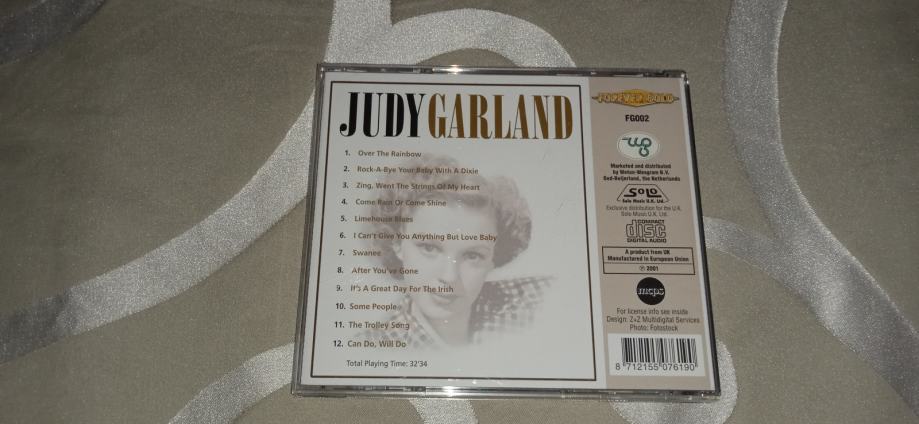 JUDY GARLAND
1. Over The Rainbow
2. Rock-A-Bye Your Baby With A Dixie
3. Zing, Went The Strings Of My Heart
4. Come Rain Or Come Shine
5. Limehouse Blues
6. I Can't Give You Anything But Love Baby
7. Swanee
8. After You've Gone
9. It's A Great Day For The Irish
10. Some People
11. The Trolley Song
12. Can Do, Will Do
Total Playing Time: 32'34
FOREVER GOLD
FG002
Marketed and distributed
by Weton-Wesgram B.V.
Oud-Beijerland, the Netherlands
SOLO
Solo Music U.K. Ltd.
Exclusive distribution for the U.K.
Solo Music U.K. Ltd.
COMPACT
disc
DIGITAL AUDIO
A product from UK
Manufactured in European Union
℗ 2001
mcps
For license info see inside
Design: Z+Z Multidigital Services
Photo: Fotostock
8 712155 076190